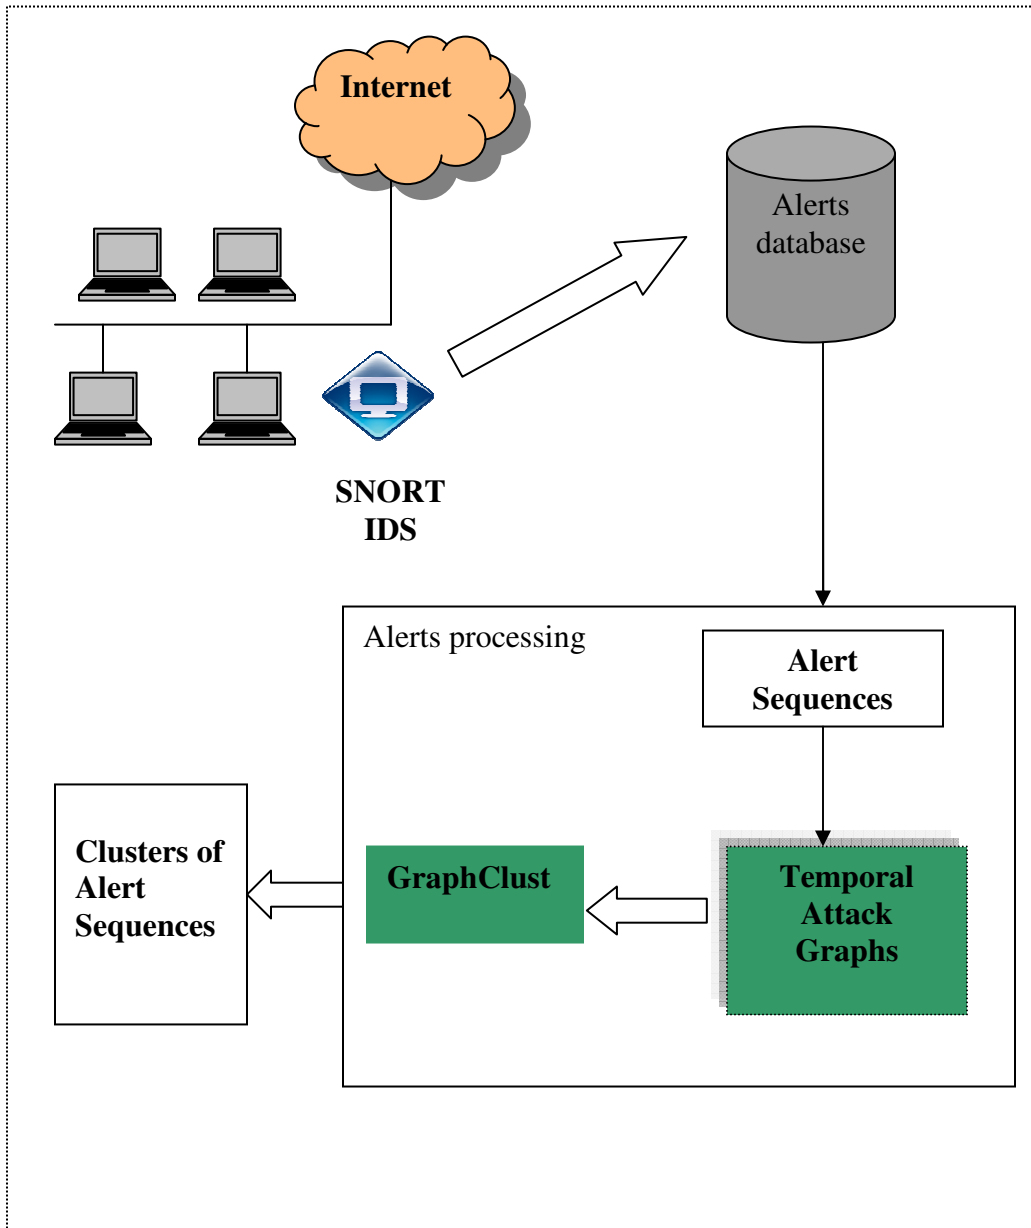 Internet
Alerts
database
SNORT
IDS
Alerts processing
Alert
Sequences
Clusters of
Alert
Sequences
GraphClust
Temporal
Attack
Graphs